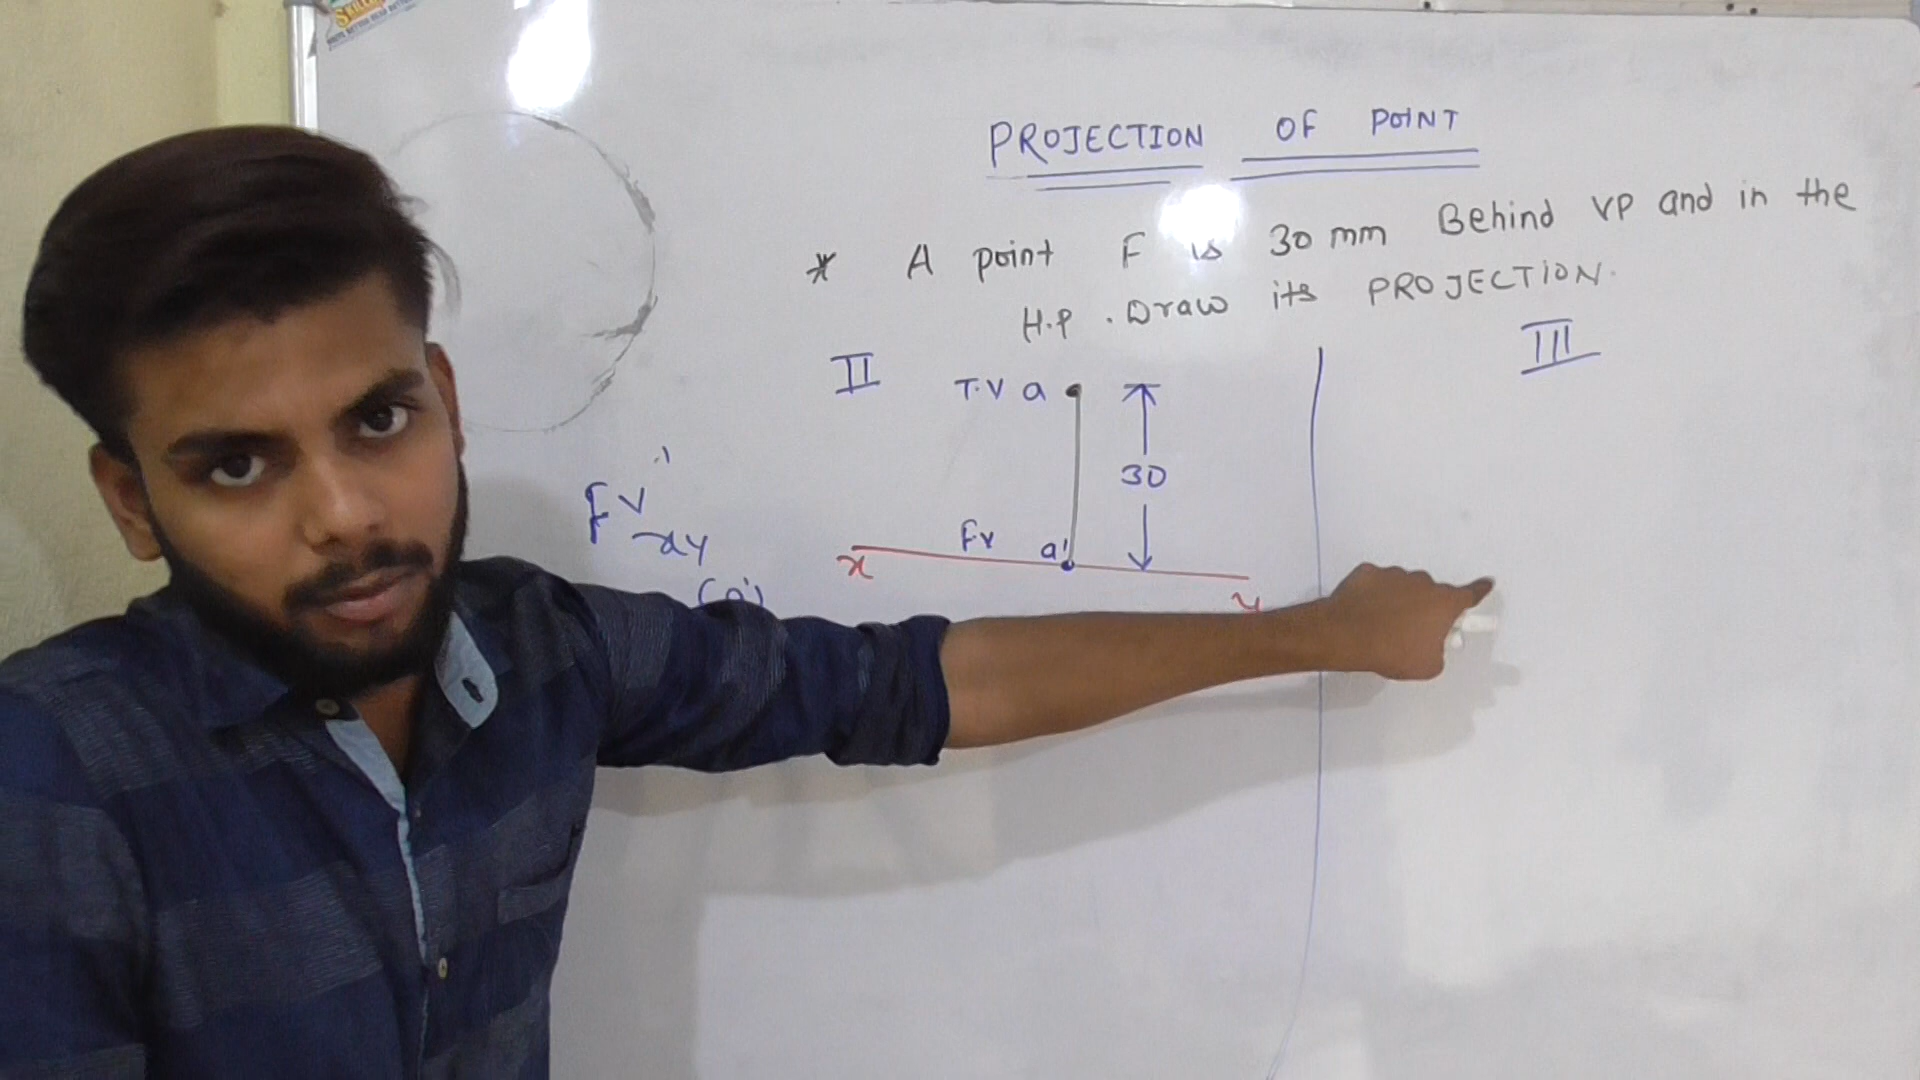 PROJECTION OF POINT
* A point F is 30 mm Behind VP and in the
H.P. Draw its PROJECTION.
II
III
T.V a
30
FV
xy
FV a'
x
y